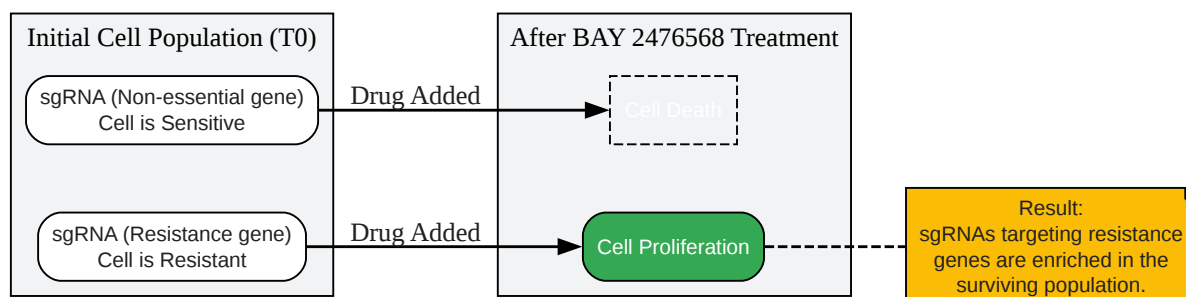 Initial Cell Population (T0)
After BAY 2476568 Treatment
sgRNA (Non-essential gene)
Cell is Sensitive
Drug Added
Cell Death
sgRNA (Resistance gene)
Cell is Resistant
Drug Added
Cell Proliferation
Result:
sgRNAs targeting resistance
genes are enriched in the
surviving population.